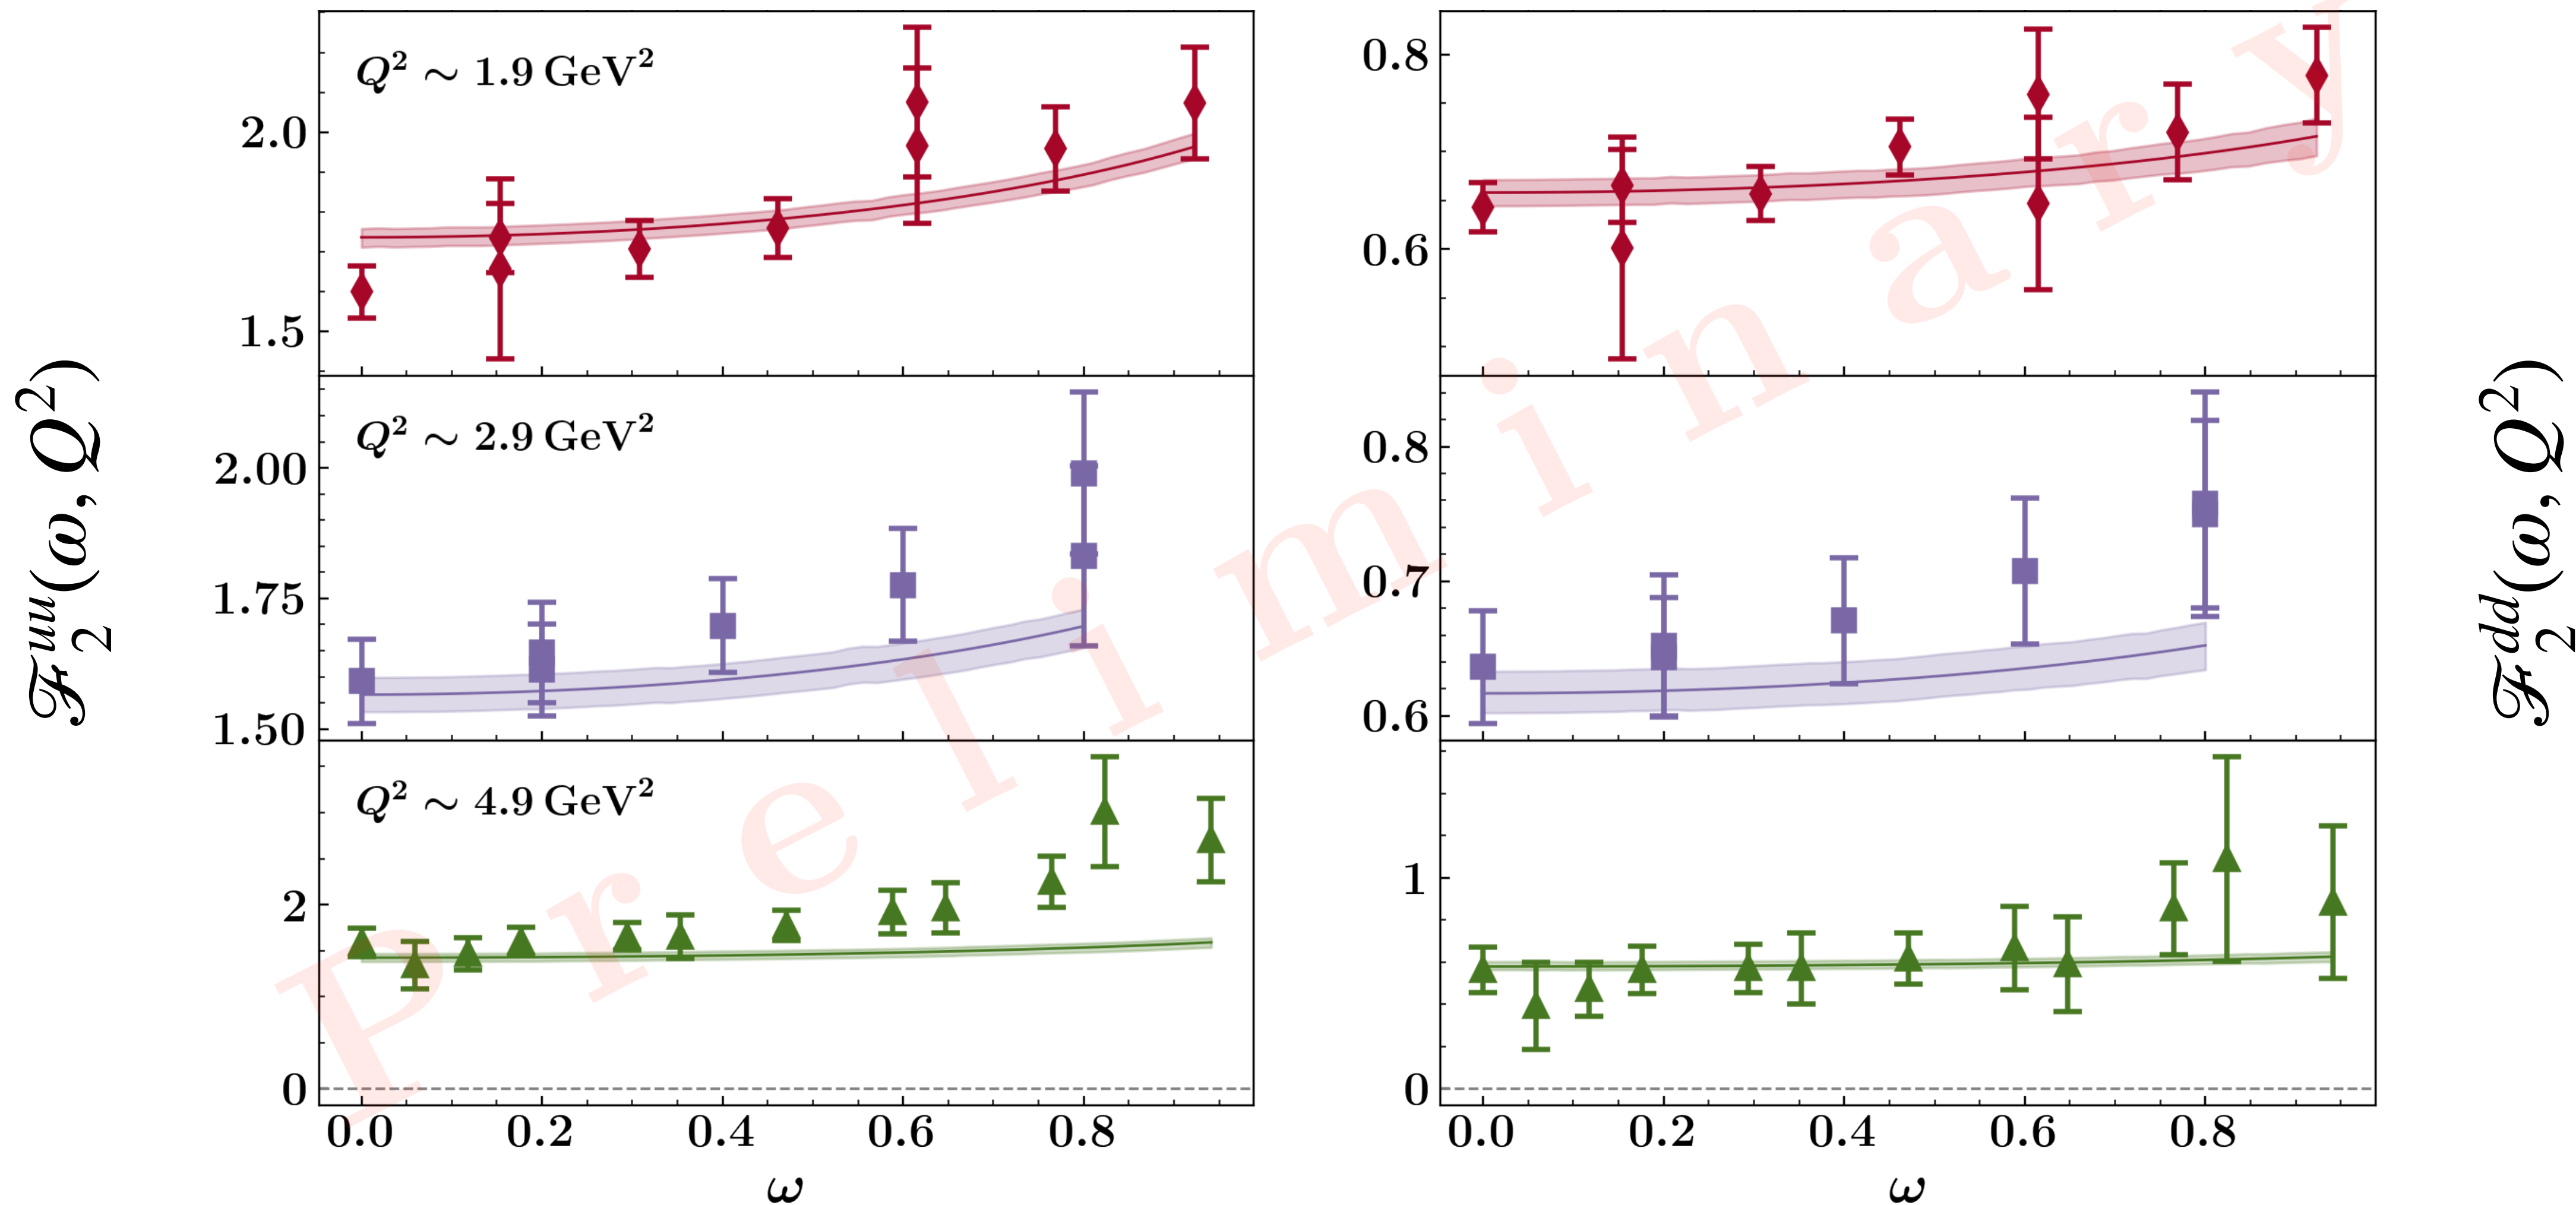 Q² ∼ 1.9 GeV²
2.0
1.5
Q² ∼ 2.9 GeV²
2.00
1.75
1.50
Q² ∼ 4.9 GeV²
2
0
0.0 0.2 0.4 0.6 0.8
ω
ℱ₂ᵘᵘ(ω, Q²)
0.8
0.6
0.8
0.7
0.6
1
0
0.0 0.2 0.4 0.6 0.8
ω
ℱ₂ᵈᵈ(ω, Q²)
Preliminary